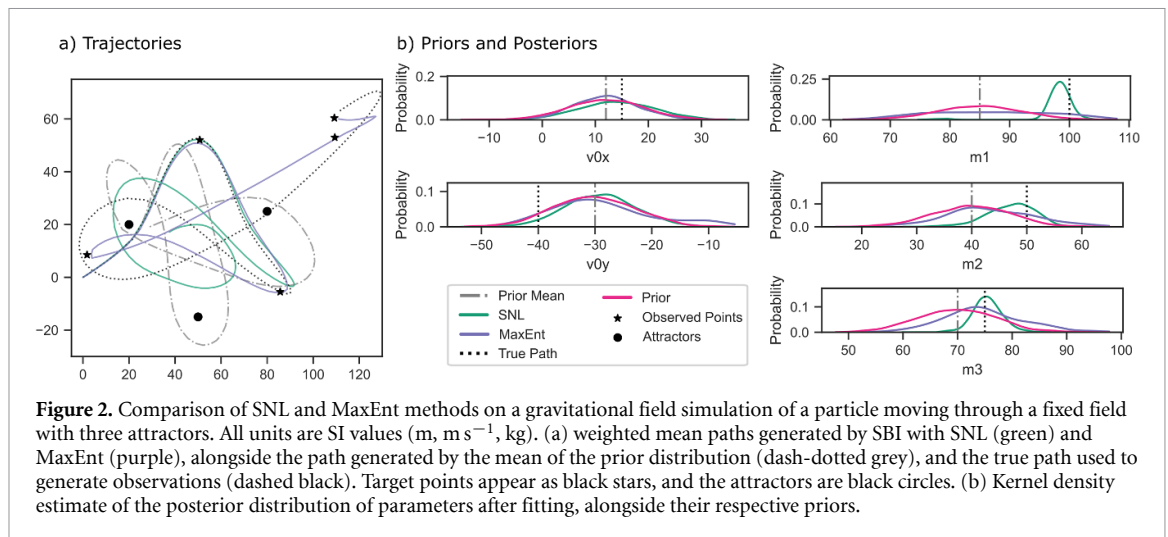 a) Trajectories
60
40
20
0
−20
0 20 40 60 80 100 120
b) Priors and Posteriors
Probability
0.2
0.0
−10 0 10 20 30
v0x
Probability
0.25
0.00
60 70 80 90 100 110
m1
Probability
0.1
0.0
−50 −40 −30 −20 −10
v0y
Probability
0.1
0.0
20 30 40 50 60
m2
Prior Mean
SNL
MaxEnt
True Path
Prior
Observed Points
Attractors
Probability
0.1
0.0
50 60 70 80 90 100
m3
Figure 2. Comparison of SNL and MaxEnt methods on a gravitational field simulation of a particle moving through a fixed field
with three attractors. All units are SI values (m, m s−1, kg). (a) weighted mean paths generated by SBI with SNL (green) and
MaxEnt (purple), alongside the path generated by the mean of the prior distribution (dash-dotted grey), and the true path used to
generate observations (dashed black). Target points appear as black stars, and the attractors are black circles. (b) Kernel density
estimate of the posterior distribution of parameters after fitting, alongside their respective priors.